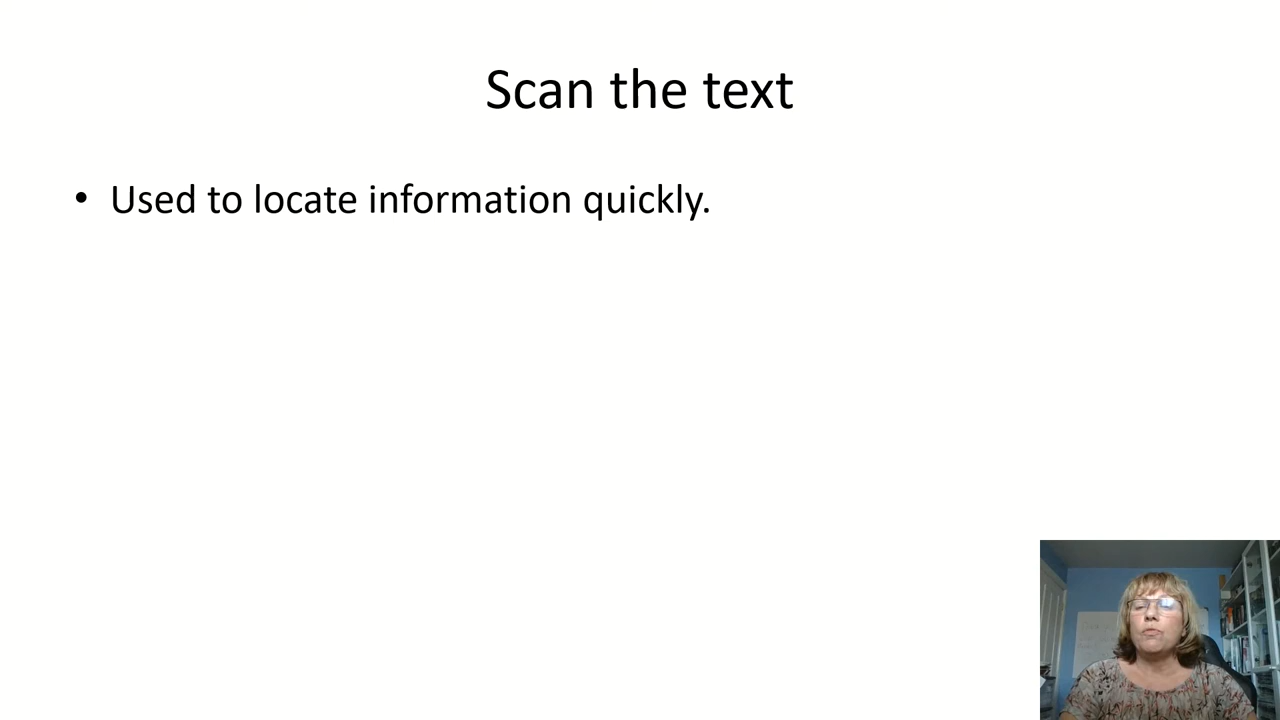 Scan the text
• Used to locate information quickly.